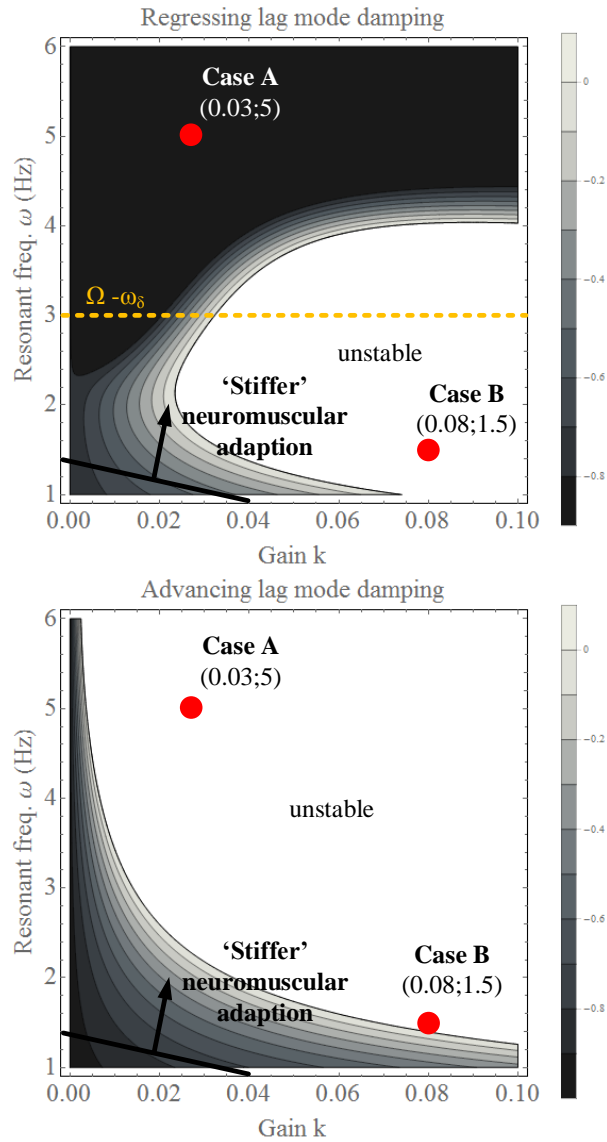 Regressing lag mode damping
6
5
4
3
2
1
Resonant freq. ω (Hz)
Case A
(0.03;5)
Ω -ωδ
unstable
'Stiffer'
neuromuscular
adaption
Case B
(0.08;1.5)
0.00 0.02 0.04 0.06 0.08 0.10
Gain k
0
-0.2
-0.4
-0.6
-0.8
Advancing lag mode damping
6
5
4
3
2
1
Resonant freq. ω (Hz)
Case A
(0.03;5)
unstable
'Stiffer'
neuromuscular
adaption
Case B
(0.08;1.5)
0.00 0.02 0.04 0.06 0.08 0.10
Gain k
0
-0.2
-0.4
-0.6
-0.8